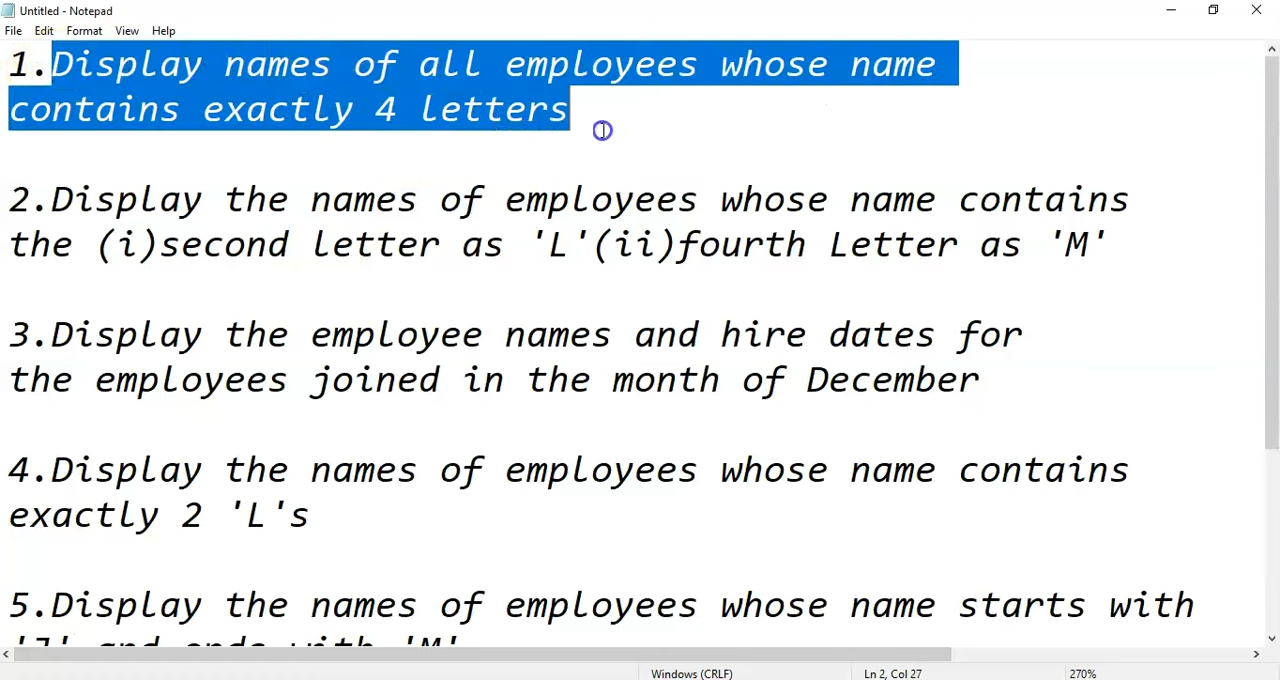 Untitled - Notepad
File Edit Format View Help
1.Display names of all employees whose name
contains exactly 4 letters
2.Display the names of employees whose name contains
the (i)second letter as 'L'(ii)fourth Letter as 'M'
3.Display the employee names and hire dates for
the employees joined in the month of December
4.Display the names of employees whose name contains
exactly 2 'L's
5.Display the names of employees whose name starts with
'J' and ends with 'M'
Windows (CRLF) Ln 2, Col 27 270%